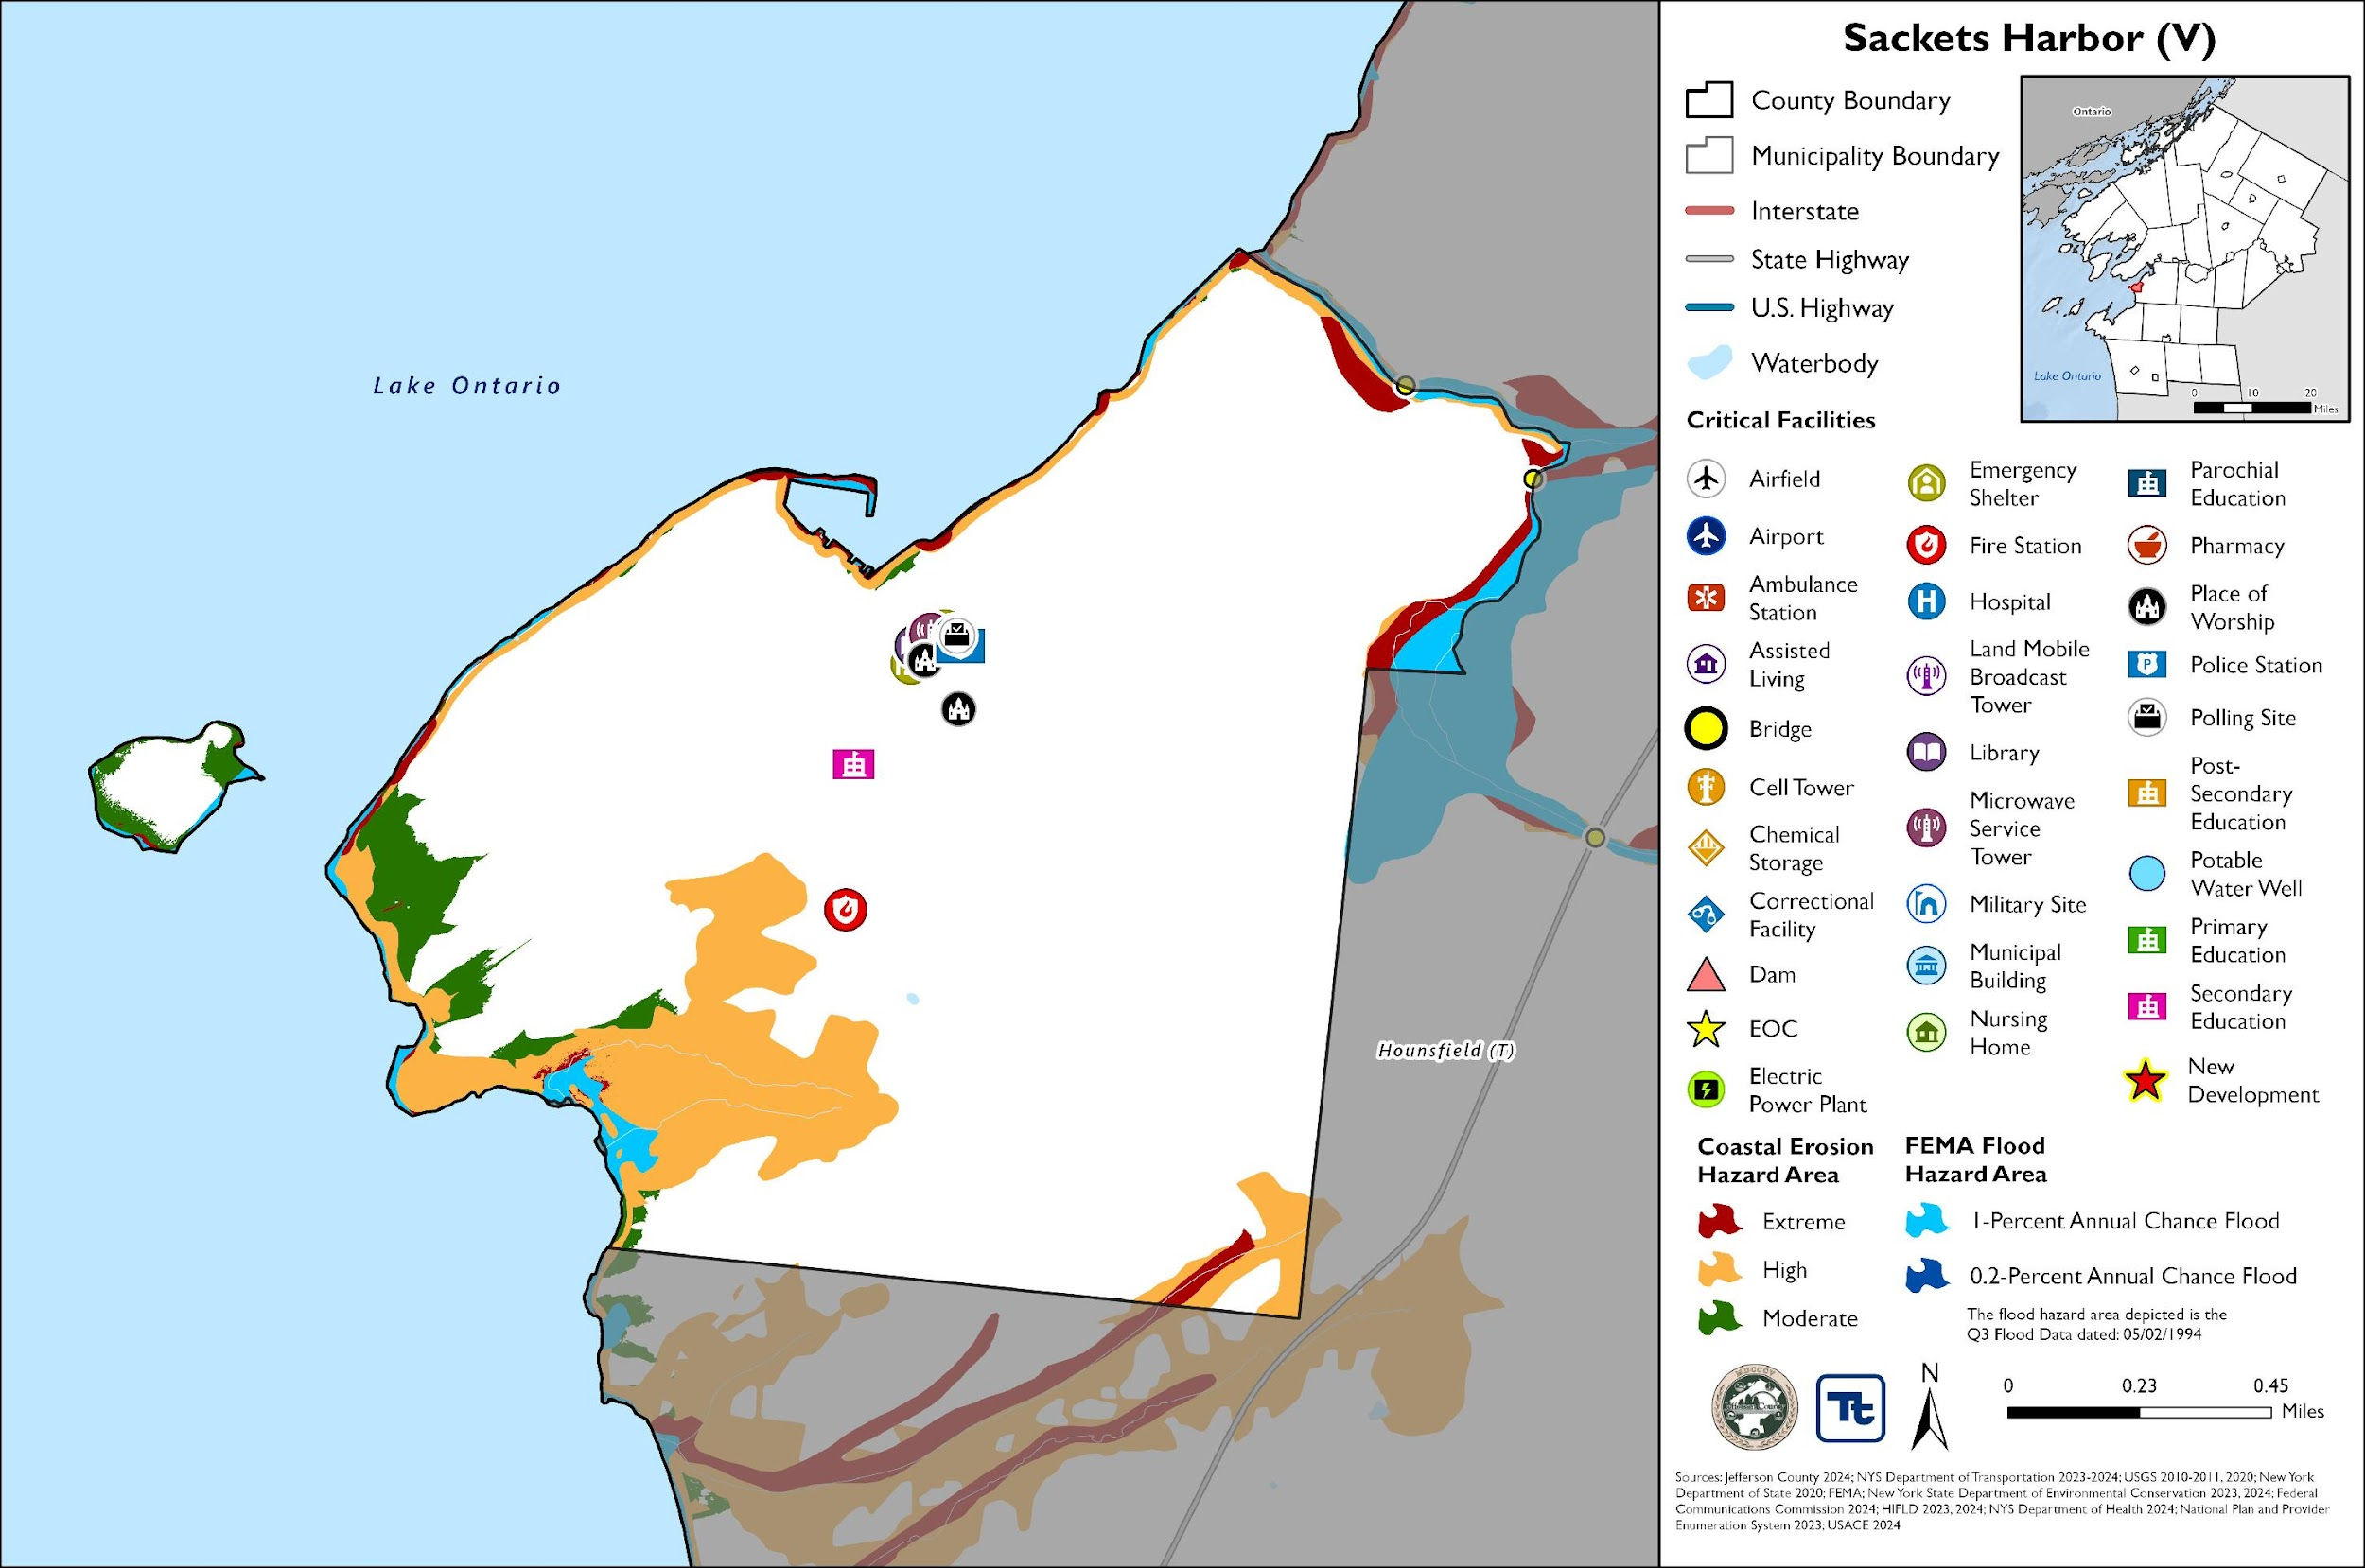 Sackets Harbor (V)
County Boundary
Municipality Boundary
Interstate
State Highway
U.S. Highway
Waterbody
Ontario
Lake Ontario
0 10 20
Miles
Lake Ontario
Hounsfield (T)
Critical Facilities
Airfield
Airport
Ambulance
Station
Assisted
Living
Bridge
Cell Tower
Chemical
Storage
Correctional
Facility
Dam
EOC
Electric
Power Plant
Emergency
Shelter
Fire Station
Hospital
Land Mobile
Broadcast
Tower
Library
Microwave
Service
Tower
Military Site
Municipal
Building
Nursing
Home
Parochial
Education
Pharmacy
Place of
Worship
Police Station
Polling Site
Post-
Secondary
Education
Potable
Water Well
Primary
Education
Secondary
Education
New
Development
Coastal Erosion
Hazard Area
Extreme
High
Moderate
FEMA Flood
Hazard Area
1-Percent Annual Chance Flood
0.2-Percent Annual Chance Flood
The flood hazard area depicted is the
Q3 Flood Data dated: 05/02/1994
Tt
N
0 0.23 0.45
Miles
Sources: Jefferson County 2024; NYS Department of Transportation 2023-2024; USGS 2010-2011, 2020; New York
Department of State 2020; FEMA; New York State Department of Environmental Conservation 2023, 2024; Federal
Communications Commission 2024; HIFLD 2023, 2024; NYS Department of Health 2024; National Plan and Provider
Enumeration System 2023; USACE 2024